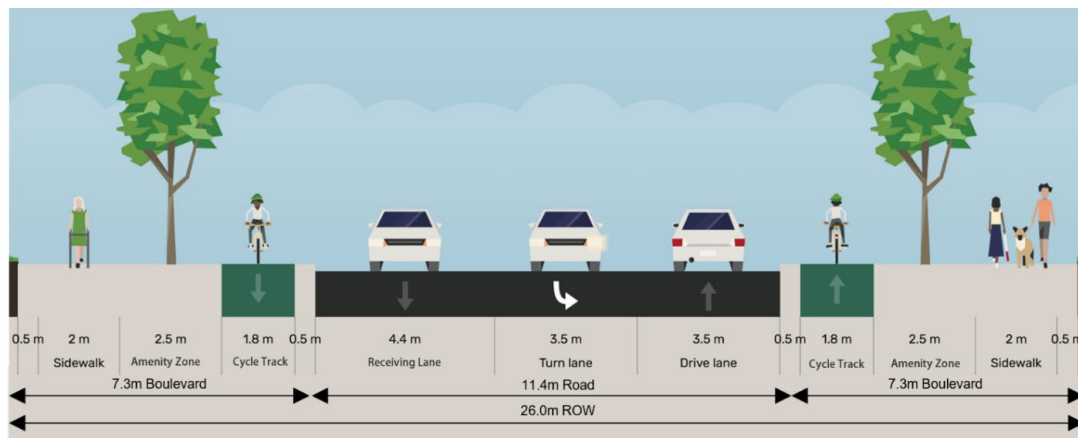 0.5 m 2 m 2.5 m 1.8 m 0.5 m 4.4 m 3.5 m 3.5 m 0.5 m 1.8 m 2.5 m 2 m 0.5 m
Sidewalk Amenity Zone Cycle Track Receiving Lane Turn lane Drive lane Cycle Track Amenity Zone Sidewalk
7.3m Boulevard 11.4m Road 7.3m Boulevard
26.0m ROW